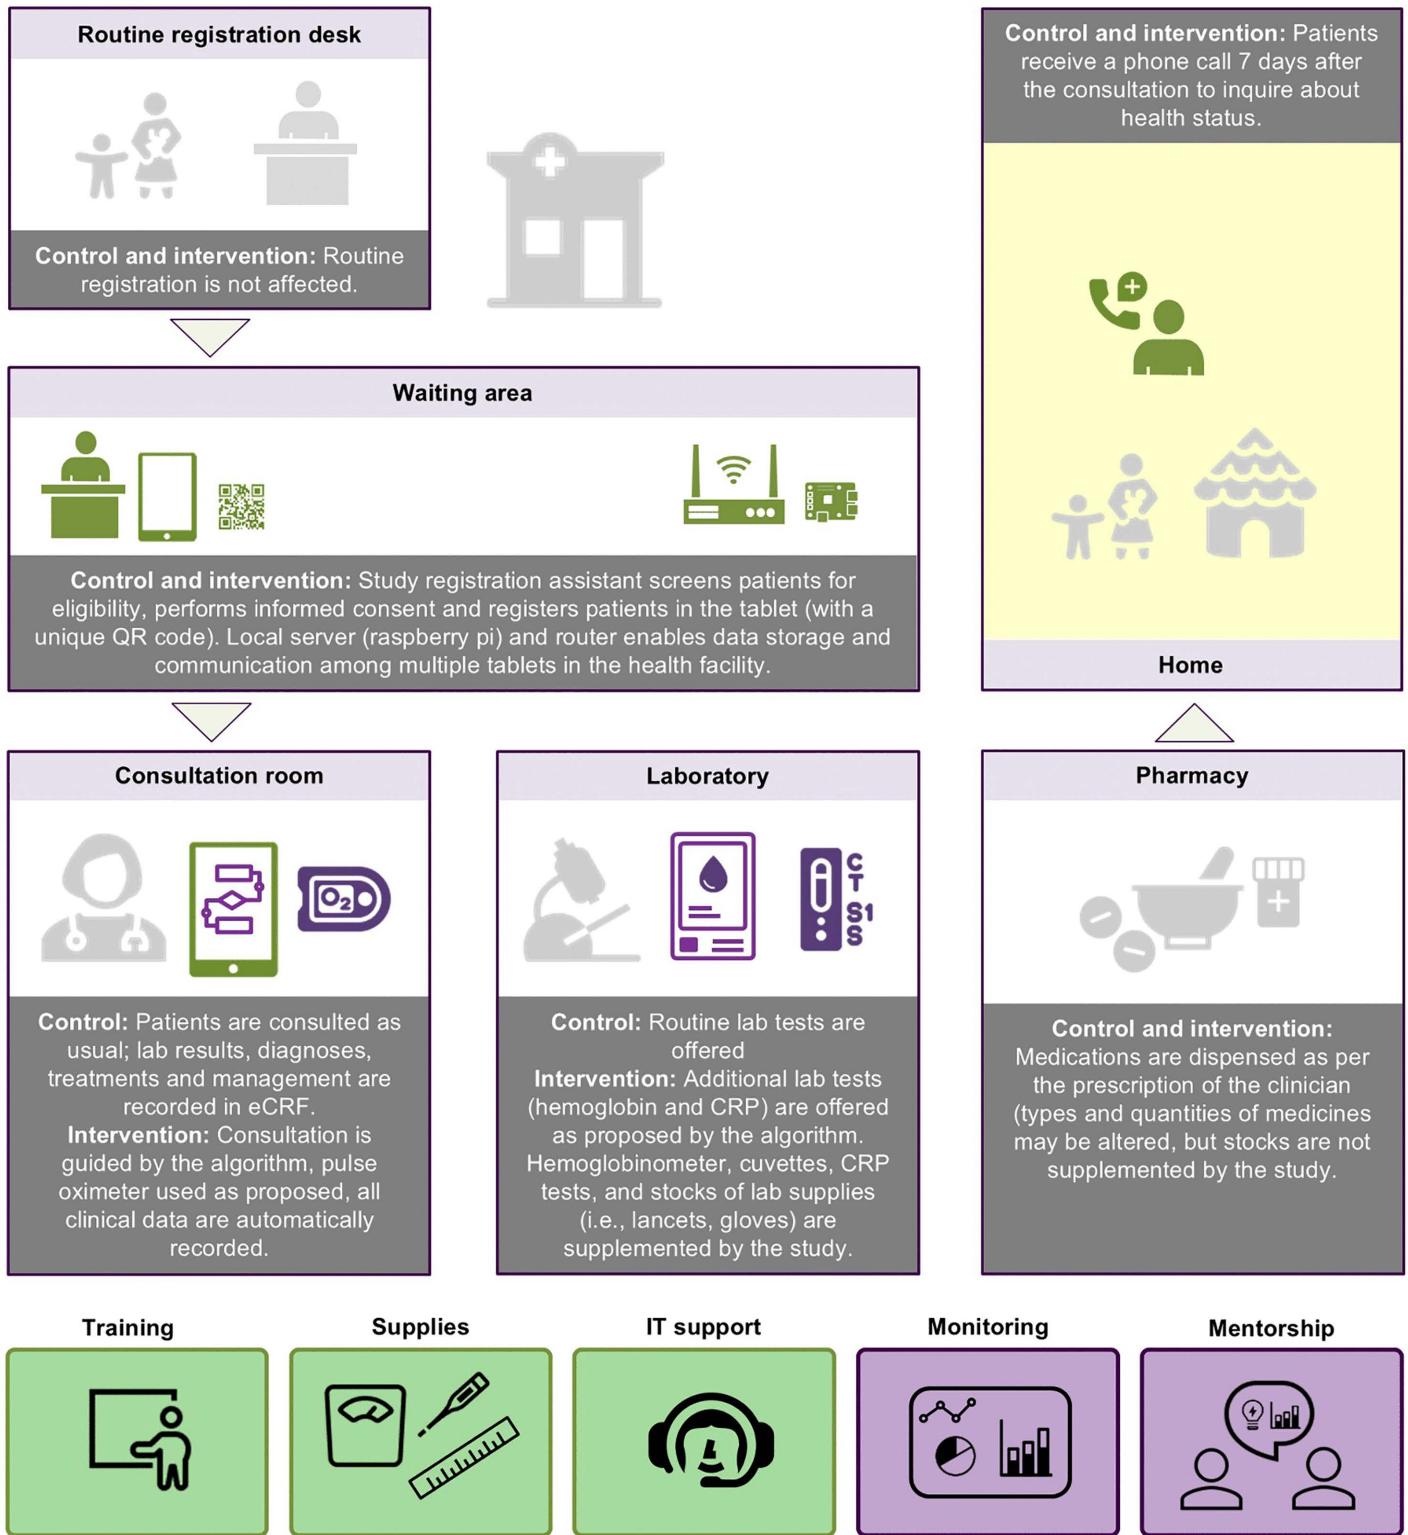 Routine registration desk
Control and intervention: Routine
registration is not affected.
Control and intervention: Patients
receive a phone call 7 days after
the consultation to inquire about
health status.
Home
Waiting area
Control and intervention: Study registration assistant screens patients for
eligibility, performs informed consent and registers patients in the tablet (with a
unique QR code). Local server (raspberry pi) and router enables data storage and
communication among multiple tablets in the health facility.
Consultation room
O2
Control: Patients are consulted as
usual; lab results, diagnoses,
treatments and management are
recorded in eCRF.
Intervention: Consultation is
guided by the algorithm, pulse
oximeter used as proposed, all
clinical data are automatically
recorded.
Laboratory
C
T
S1
S
Control: Routine lab tests are
offered
Intervention: Additional lab tests
(hemoglobin and CRP) are offered
as proposed by the algorithm.
Hemoglobinometer, cuvettes, CRP
tests, and stocks of lab supplies
(i.e., lancets, gloves) are
supplemented by the study.
Pharmacy
Control and intervention:
Medications are dispensed as per
the prescription of the clinician
(types and quantities of medicines
may be altered, but stocks are not
supplemented by the study.
Training
Supplies
IT support
Monitoring
Mentorship